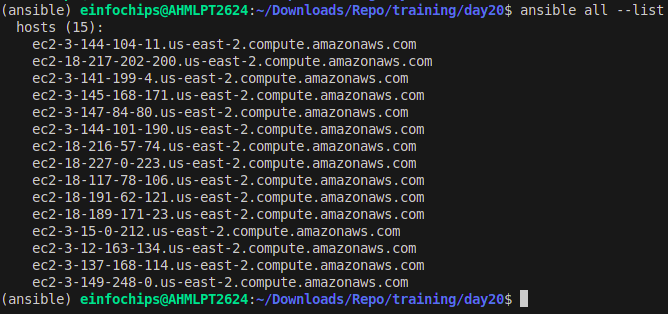 (ansible) einfochips@AHMLPT2624:~/Downloads/Repo/training/day20$ ansible all --list
hosts (15):
ec2-3-144-104-11.us-east-2.compute.amazonaws.com
ec2-18-217-202-200.us-east-2.compute.amazonaws.com
ec2-3-141-199-4.us-east-2.compute.amazonaws.com
ec2-3-145-168-171.us-east-2.compute.amazonaws.com
ec2-3-147-84-80.us-east-2.compute.amazonaws.com
ec2-3-144-101-190.us-east-2.compute.amazonaws.com
ec2-18-216-57-74.us-east-2.compute.amazonaws.com
ec2-18-227-0-223.us-east-2.compute.amazonaws.com
ec2-18-117-78-106.us-east-2.compute.amazonaws.com
ec2-18-191-62-121.us-east-2.compute.amazonaws.com
ec2-18-189-171-23.us-east-2.compute.amazonaws.com
ec2-3-15-0-212.us-east-2.compute.amazonaws.com
ec2-3-12-163-134.us-east-2.compute.amazonaws.com
ec2-3-137-168-114.us-east-2.compute.amazonaws.com
ec2-3-149-248-0.us-east-2.compute.amazonaws.com
(ansible) einfochips@AHMLPT2624:~/Downloads/Repo/training/day20$